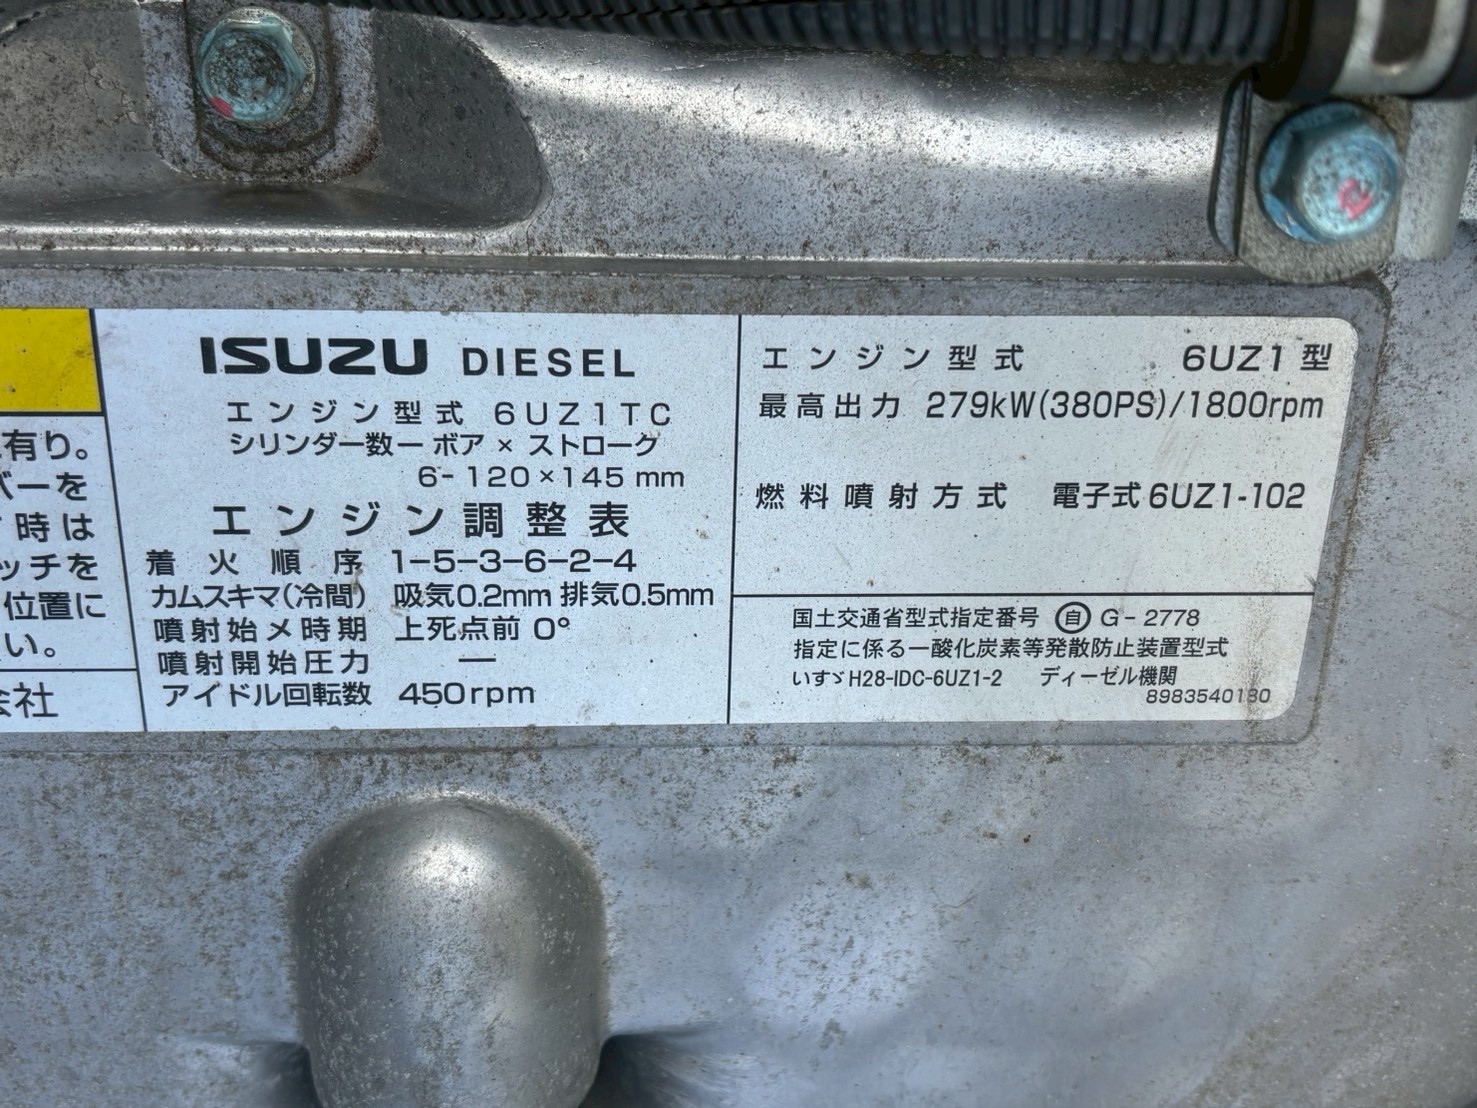 有り。
バーを
時は
ッチを
位置に
い。
会社
ISUZU DIESEL
エンジン型式 6UZ1TC
シリンダー数ー ボア × ストローク
6-120×145 mm
エンジン調整表
着火順序 1-5-3-6-2-4
カムスキマ(冷間) 吸気0.2mm 排気0.5mm
噴射始メ時期 上死点前 0°
噴射開始圧力 —
アイドル回転数 450rpm
エンジン型式 6UZ1型
最高出力 279kW(380PS)/1800rpm
燃料噴射方式 電子式6UZ1-102
国土交通省型式指定番号 ㉂ G-2778
指定に係る一酸化炭素等発散防止装置型式
いすゞH28-IDC-6UZ1-2 ディーゼル機関
8983540130